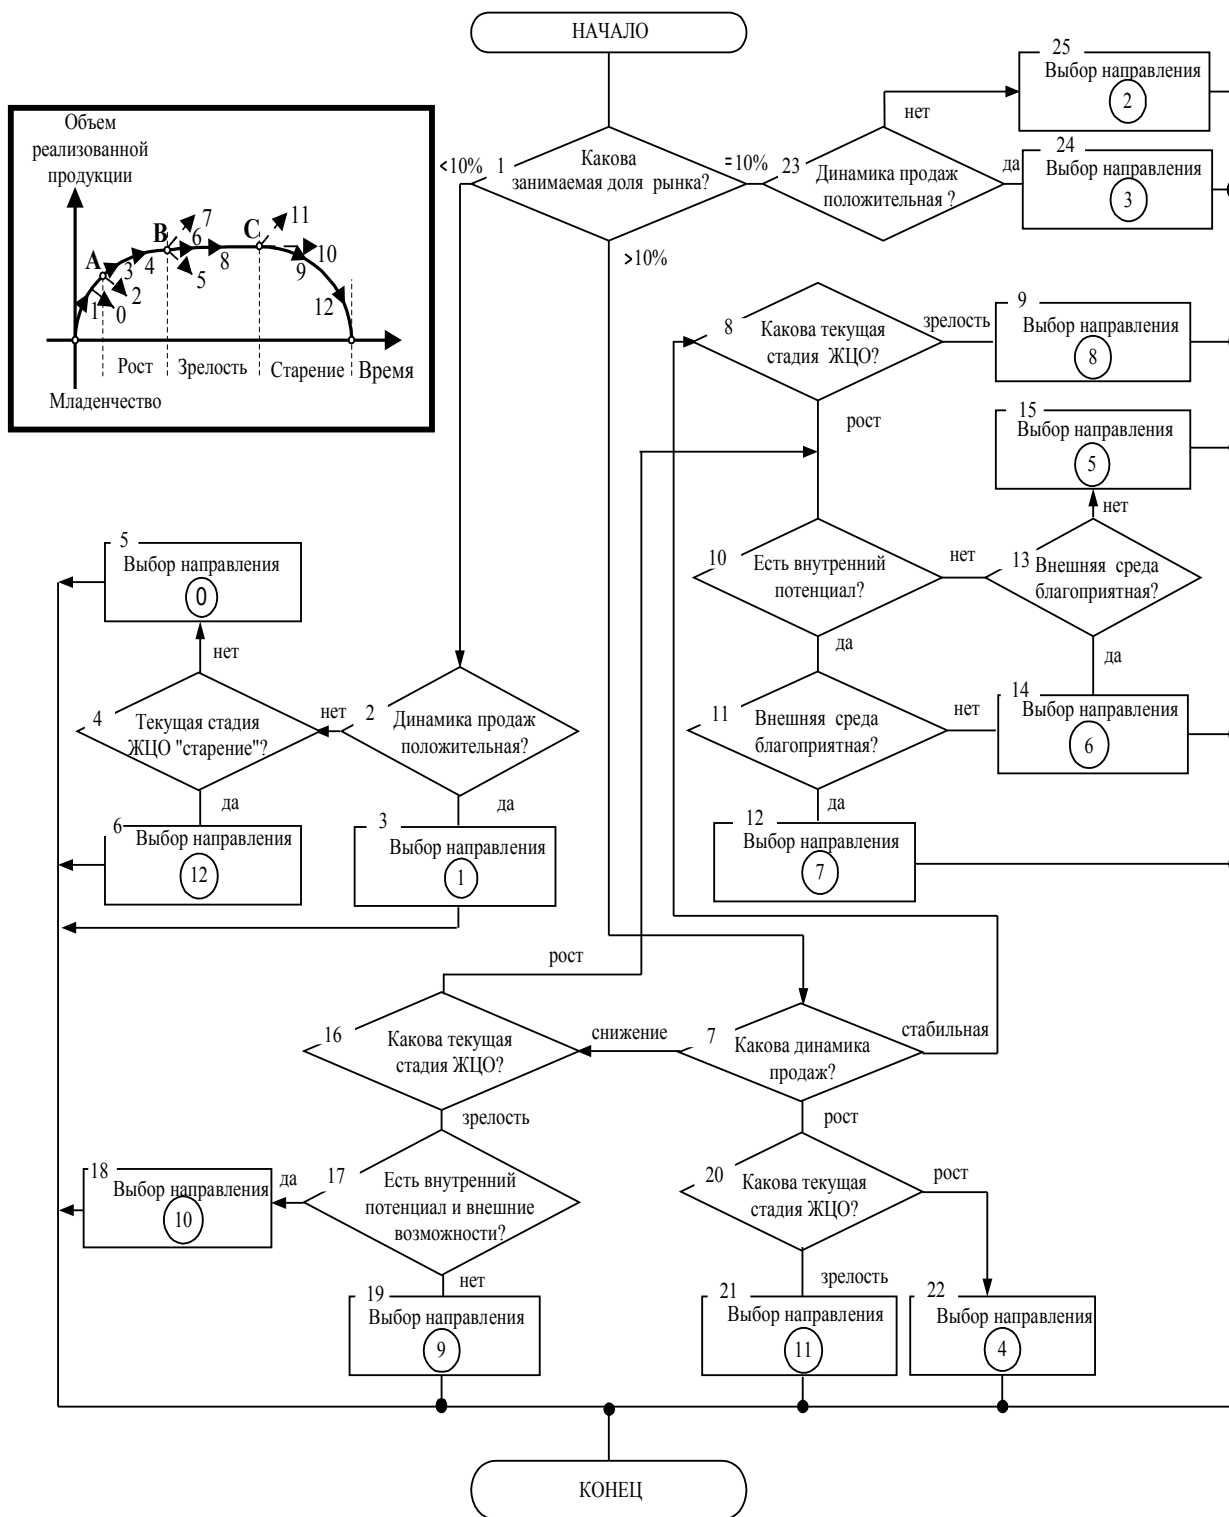 НАЧАЛО
25
Выбор направления
2
нет
24
Выбор направления
3
да
1
Какова
занимаемая доля рынка?
<10%
=10%
>10%
23
Динамика продаж
положительная ?
Объем
реализованной
продукции
A
B
C
1
0
2
3
4
5
6
7
8
9
10
11
12
Рост
Зрелость
Старение
Время
Младенчество
8
Какова текущая
стадия ЖЦО?
зрелость
9
Выбор направления
8
рост
15
Выбор направления
5
нет
10
Есть внутренний
потенциал?
нет
13
Внешняя среда
благоприятная?
да
да
5
Выбор направления
0
нет
4
Текущая стадия
ЖЦО "старение"?
нет
2
Динамика продаж
положительная?
11
Внешняя среда
благоприятная?
нет
14
Выбор направления
6
да
да
да
6
Выбор направления
12
3
Выбор направления
1
12
Выбор направления
7
рост
16
Какова текущая
стадия ЖЦО?
снижение
7
Какова динамика
продаж?
стабильная
зрелость
рост
18
Выбор направления
10
да
17
Есть внутренний
потенциал и внешние
возможности?
20
Какова текущая
стадия ЖЦО?
рост
нет
зрелость
19
Выбор направления
9
21
Выбор направления
11
22
Выбор направления
4
КОНЕЦ